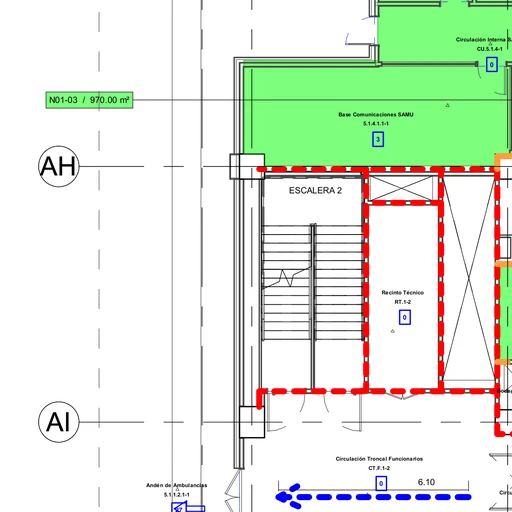 Circulación Interna S
CU.5.1.4-1
0
N01-03 / 970.00 m²
Base Comunicaciones SAMU
5.1.4.1.1-1
3
AH
ESCALERA 2
Recinto Técnico
RT.1-2
0
AI
Circulación Troncal Funcionarios
CT.F.1-2
0
6.10
Andén de Ambulancias
5.1.1.2.1-1
Circu